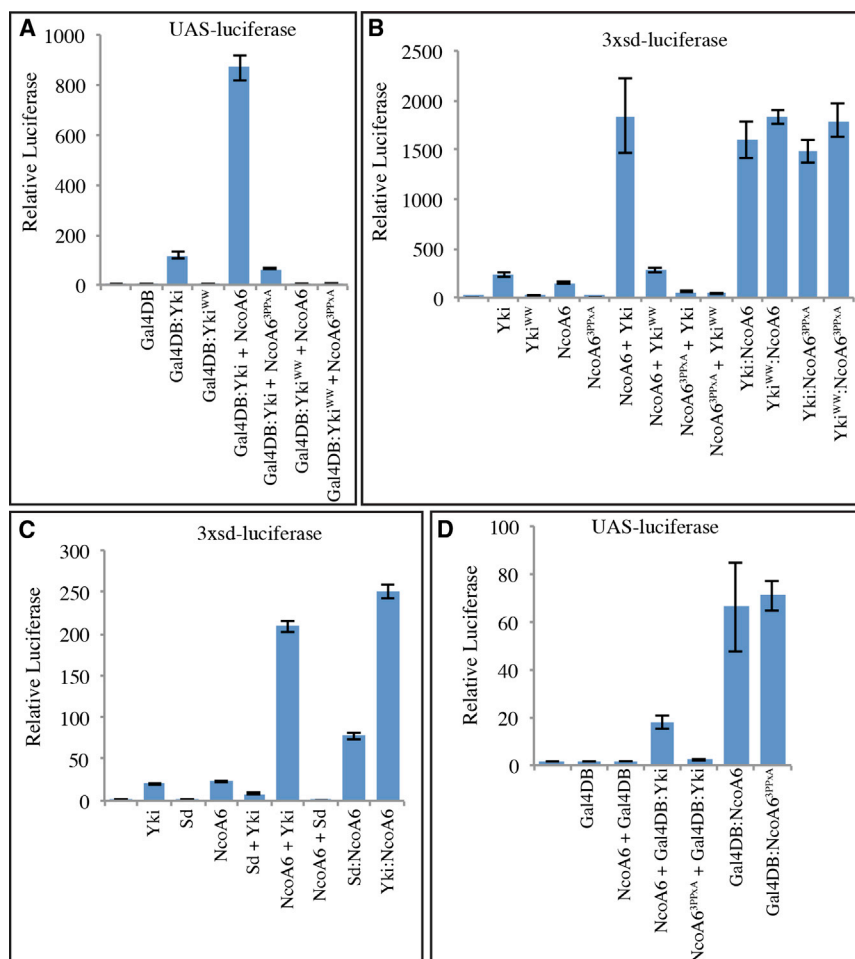 A
UAS-luciferase
Relative Luciferase
1000
800
600
400
200
0
Gal4DB
Gal4DB:Yki
Gal4DB:Yki^WW
Gal4DB:Yki + NcoA6
Gal4DB:Yki + NcoA6^3PPxA
Gal4DB:Yki^WW + NcoA6
Gal4DB:Yki^WW + NcoA6^3PPxA
B
3xsd-luciferase
Relative Luciferase
2500
2000
1500
1000
500
0
Yki
Yki^WW
NcoA6
NcoA6^3PPxA
NcoA6 + Yki
NcoA6 + Yki^WW
NcoA6^3PPxA + Yki
NcoA6^3PPxA + Yki^WW
Yki:NcoA6
Yki^WW:NcoA6
Yki:NcoA6^3PPxA
Yki^WW:NcoA6^3PPxA
C
3xsd-luciferase
Relative Luciferase
300
250
200
150
100
50
0
Yki
Sd
NcoA6
Sd + Yki
NcoA6 + Yki
NcoA6 + Sd
Sd:NcoA6
Yki:NcoA6
D
UAS-luciferase
Relative Luciferase
100
80
60
40
20
0
Gal4DB
NcoA6 + Gal4DB
NcoA6 + Gal4DB:Yki
NcoA6^3PPxA + Gal4DB:Yki
Gal4DB:NcoA6
Gal4DB:NcoA6^3PPxA